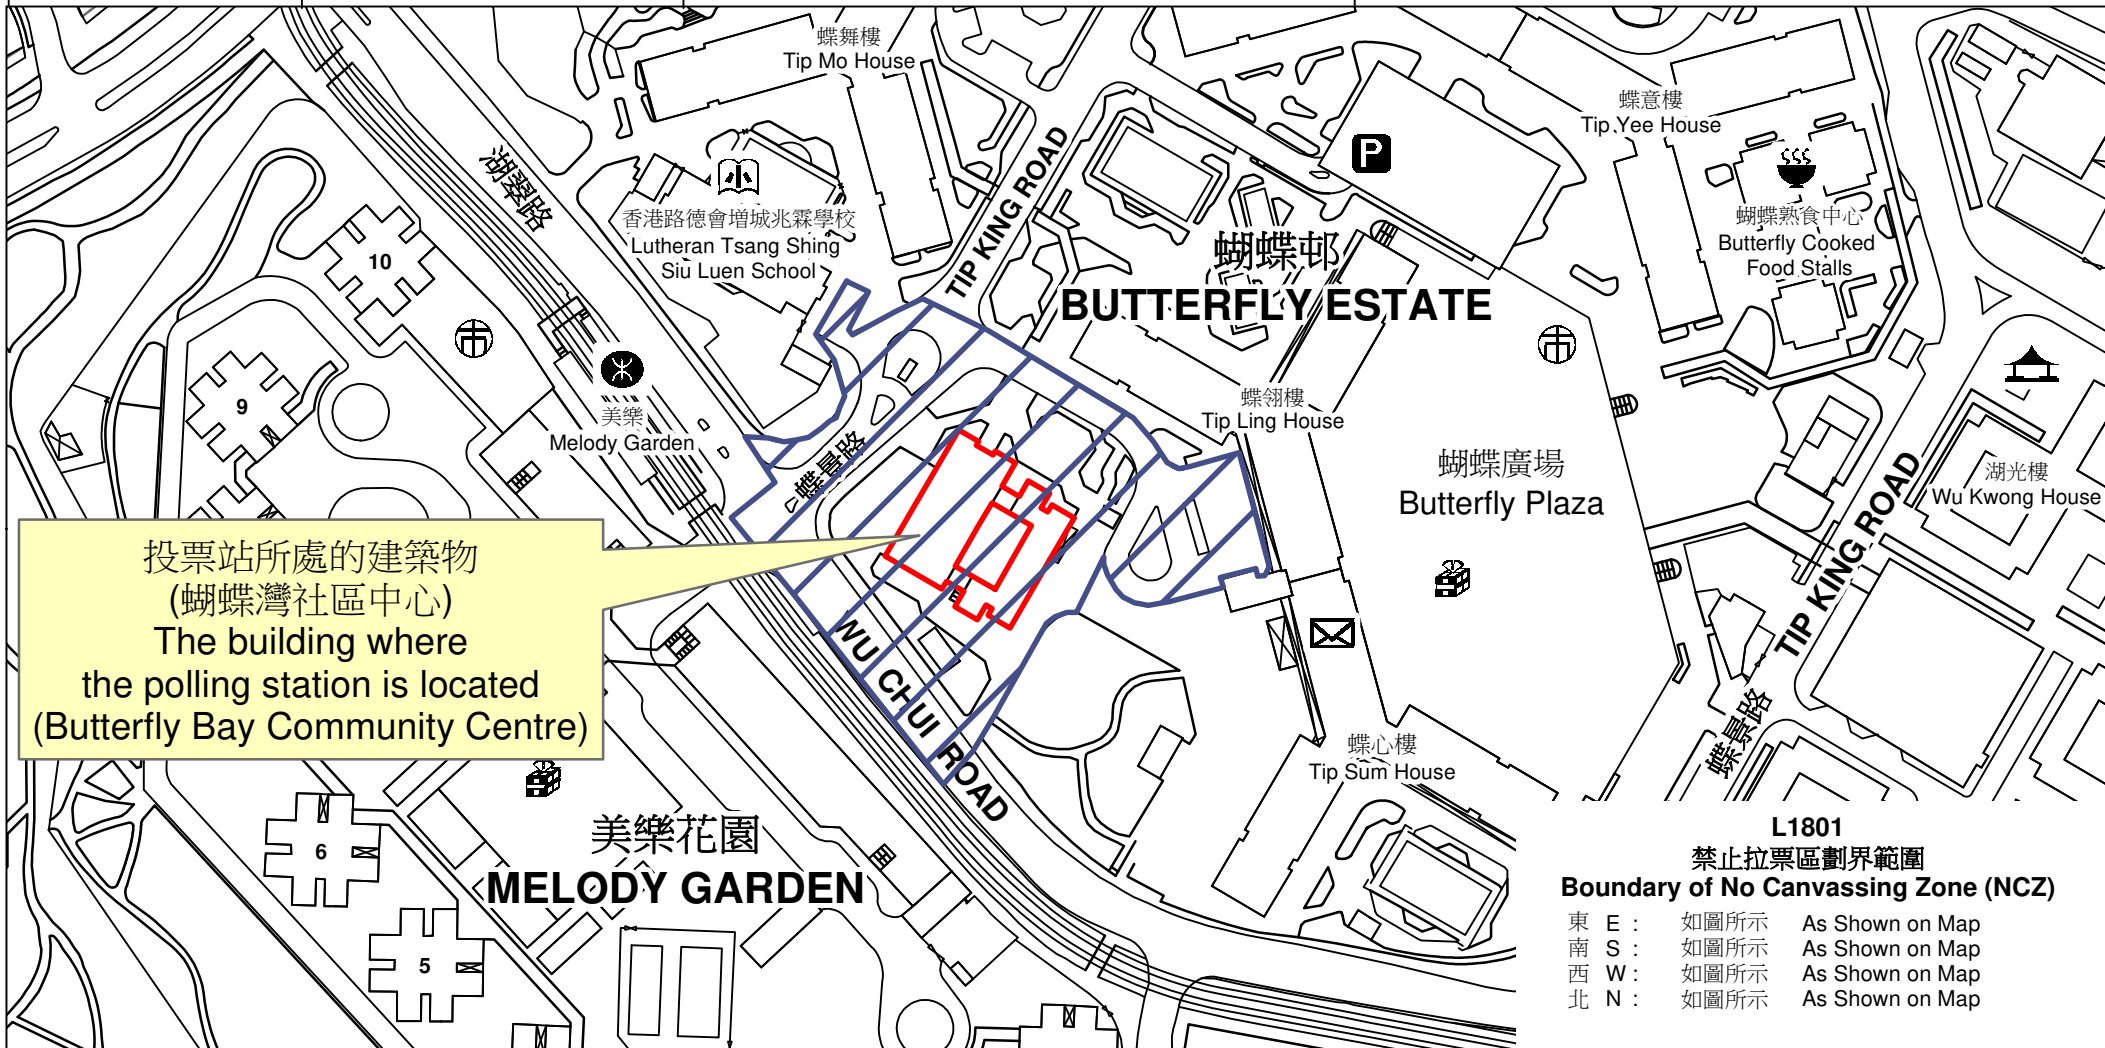 蝶舞樓
Tip Mo House
蝶意樓
Tip Yee House
湖翠路
小
香港路德會增城兆霖學校
Lutheran Tsang Shing
Siu Luen School
TIP KING ROAD
P
蝴蝶熟食中心
Butterfly Cooked
Food Stalls
10
蝴蝶邨
BUTTERFLY ESTATE
9
美樂
Melody Garden
蝶翎樓
Tip Ling House
蝶景路
蝴蝶廣場
Butterfly Plaza
湖光樓
Wu Kwong House
TIP KING ROAD
投票站所處的建築物
(蝴蝶灣社區中心)
The building where
the polling station is located
(Butterfly Bay Community Centre)
WU CHUI ROAD
蝶景路
蝶心樓
Tip Sum House
美樂花園
MELODY GARDEN
6
5
L1801
禁止拉票區劃界範圍
Boundary of No Canvassing Zone (NCZ)
東 E : 如圖所示 As Shown on Map
南 S : 如圖所示 As Shown on Map
西 W : 如圖所示 As Shown on Map
北 N : 如圖所示 As Shown on Map